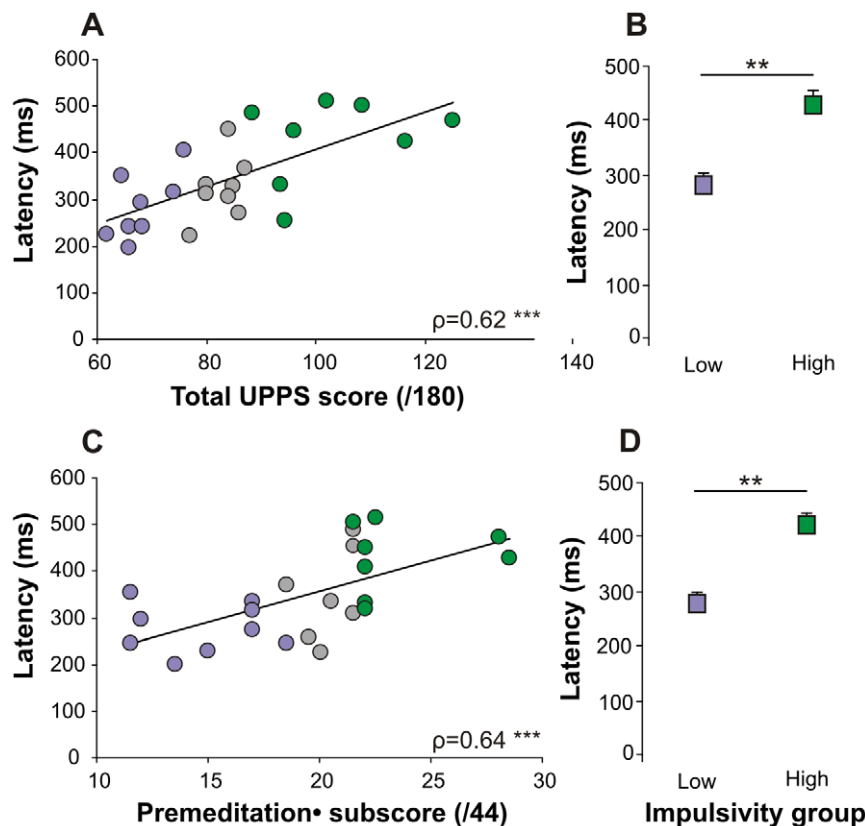 A
600
500
400
300
200
100
0
Latency (ms)
60 80 100 120 140
ρ=0.62 ***
Total UPPS score (/180)
B
500
400
300
200
100
0
Latency (ms)
**
Low High
C
600
500
400
300
200
100
0
Latency (ms)
10 15 20 25 30
ρ=0.64 ***
Premeditation• subscore (/44)
D
500
400
300
200
100
0
Latency (ms)
**
Low High
Impulsivity group